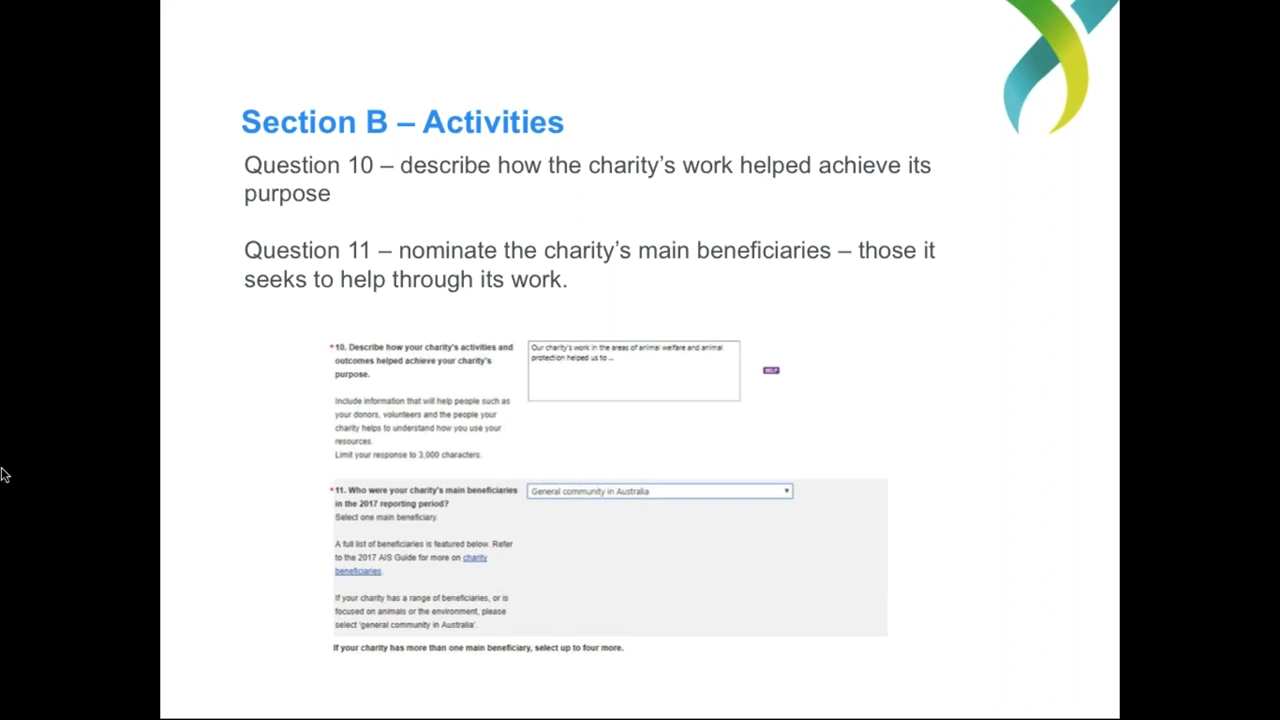 Section B – Activities
Question 10 – describe how the charity's work helped achieve its
purpose
Question 11 – nominate the charity's main beneficiaries – those it
seeks to help through its work.
* 10. Describe how your charity's activities and
outcomes helped achieve your charity's
purpose.
Our charity's work in the areas of animal welfare and animal
protection helped us to ...
HELP
Include information that will help people such as
your donors, volunteers and the people your
charity helps to understand how you use your
resources.
Limit your response to 3,000 characters.
* 11. Who were your charity's main beneficiaries
in the 2017 reporting period?
General community in Australia
Select one main beneficiary.
A full list of beneficiaries is featured below. Refer
to the 2017 AIS Guide for more on charity
beneficiaries.
If your charity has a range of beneficiaries, or is
focused on animals or the environment, please
select 'general community in Australia'.
If your charity has more than one main beneficiary, select up to four more.